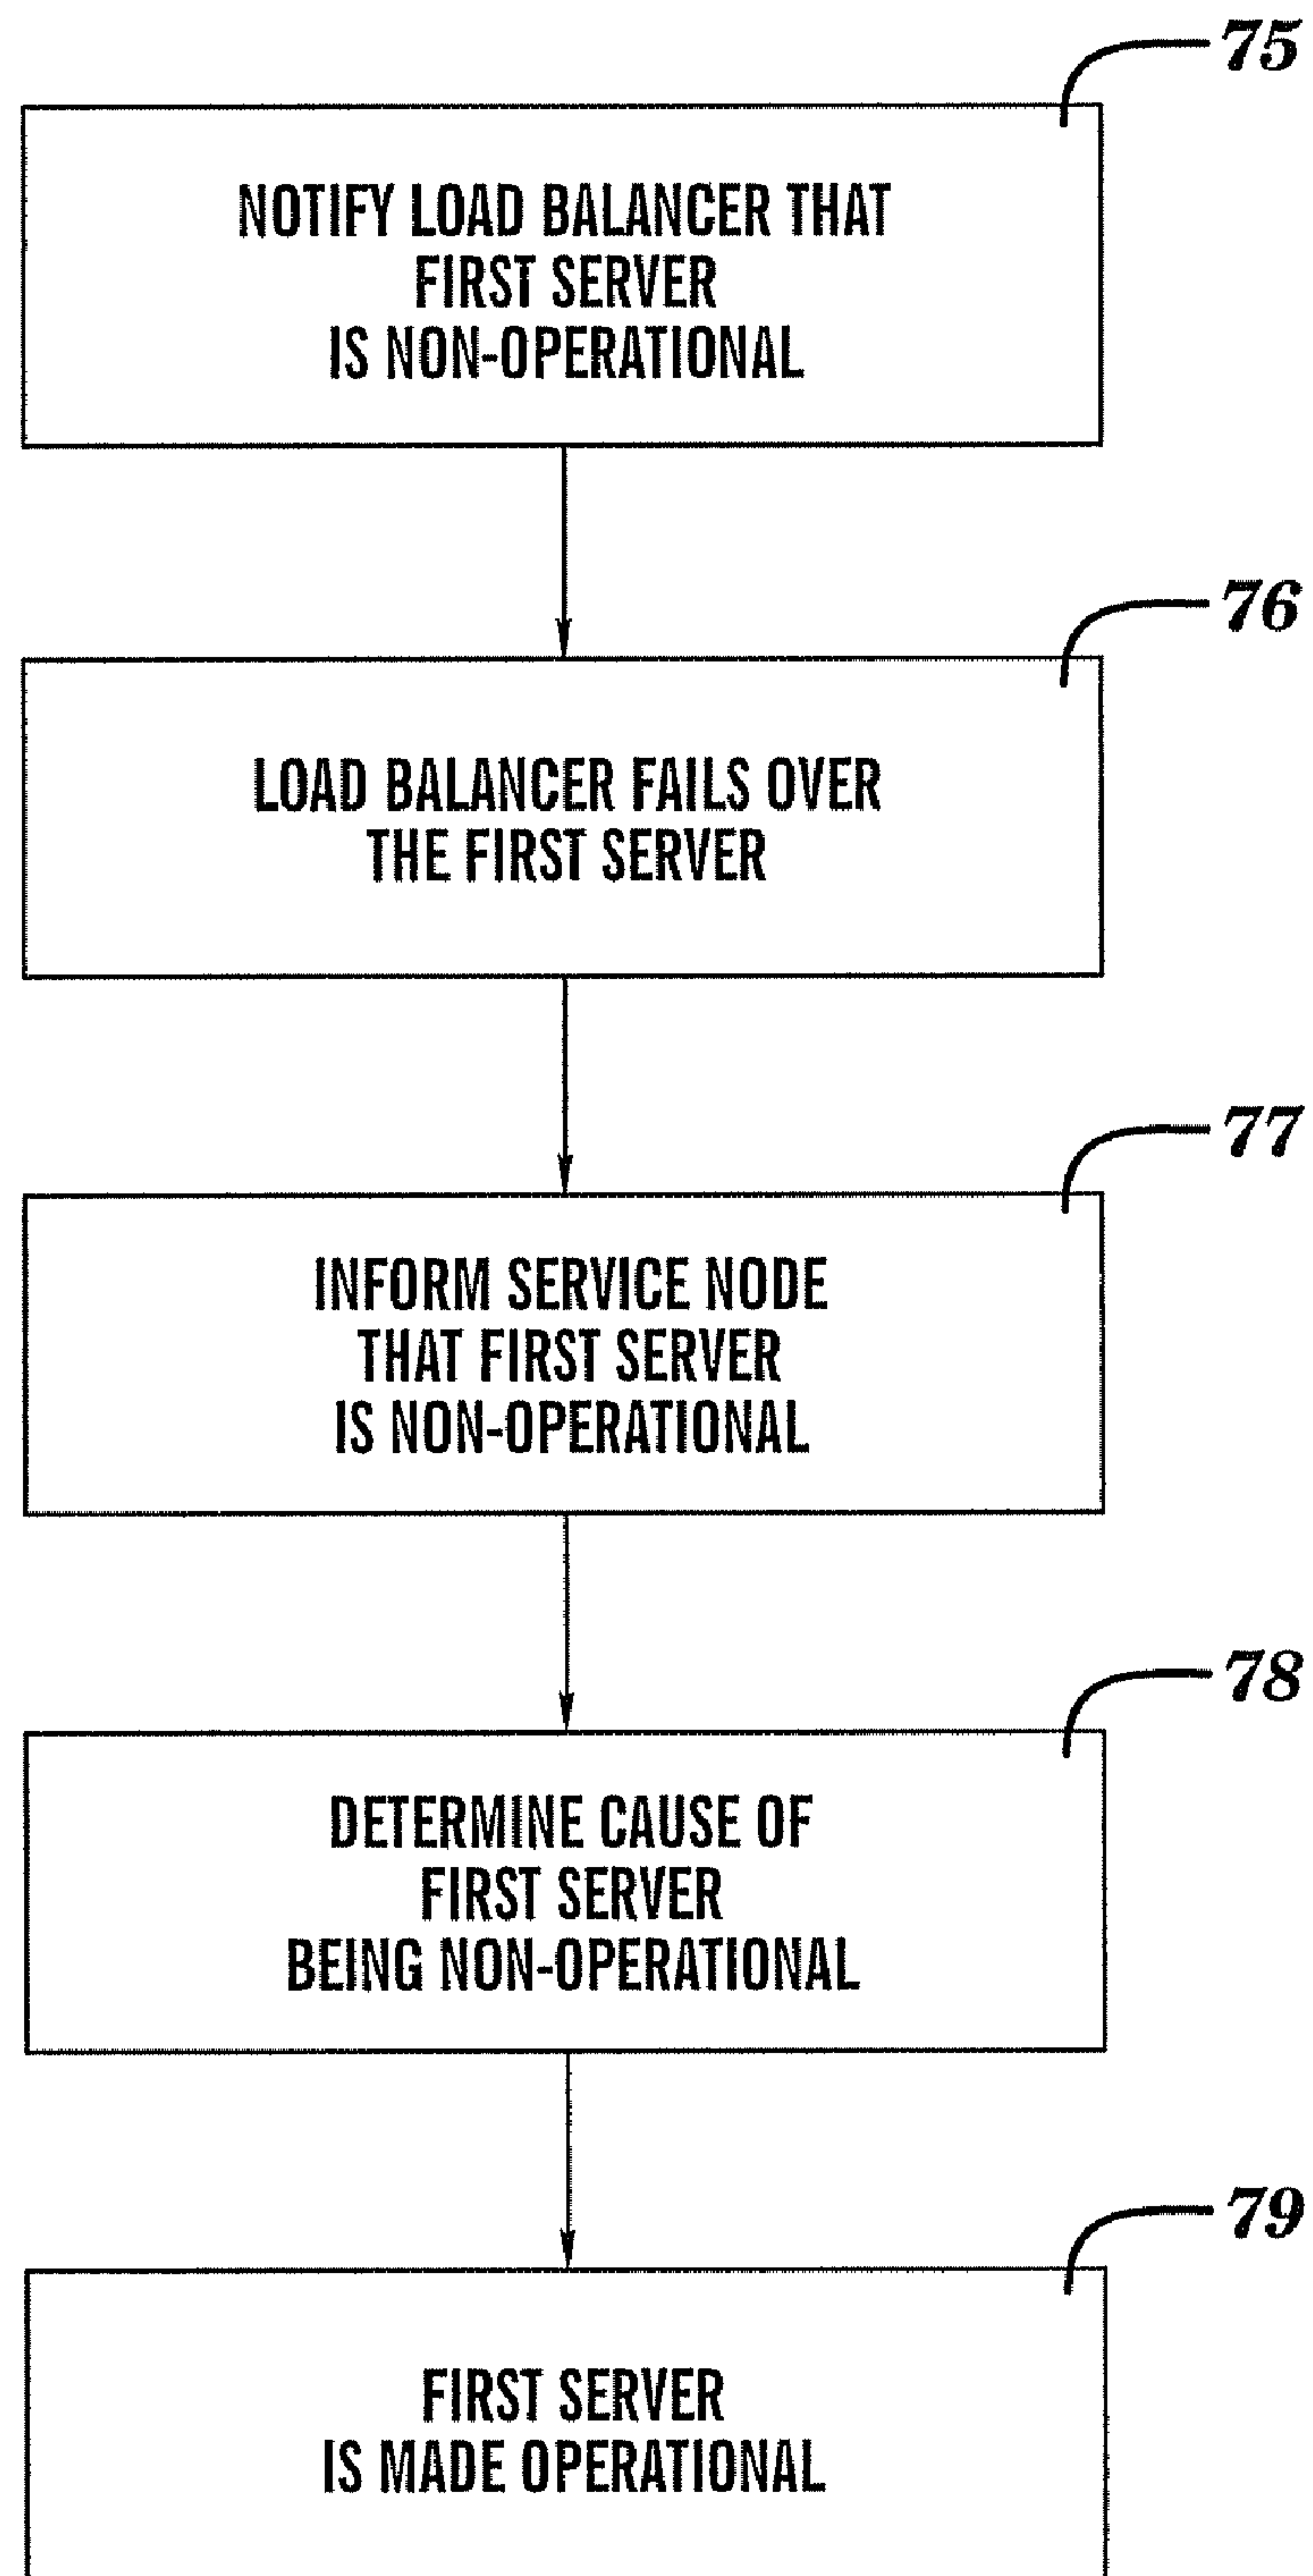 75
NOTIFY LOAD BALANCER THAT
FIRST SERVER
IS NON-OPERATIONAL
76
LOAD BALANCER FAILS OVER
THE FIRST SERVER
77
INFORM SERVICE NODE
THAT FIRST SERVER
IS NON-OPERATIONAL
78
DETERMINE CAUSE OF
FIRST SERVER
BEING NON-OPERATIONAL
79
FIRST SERVER
IS MADE OPERATIONAL